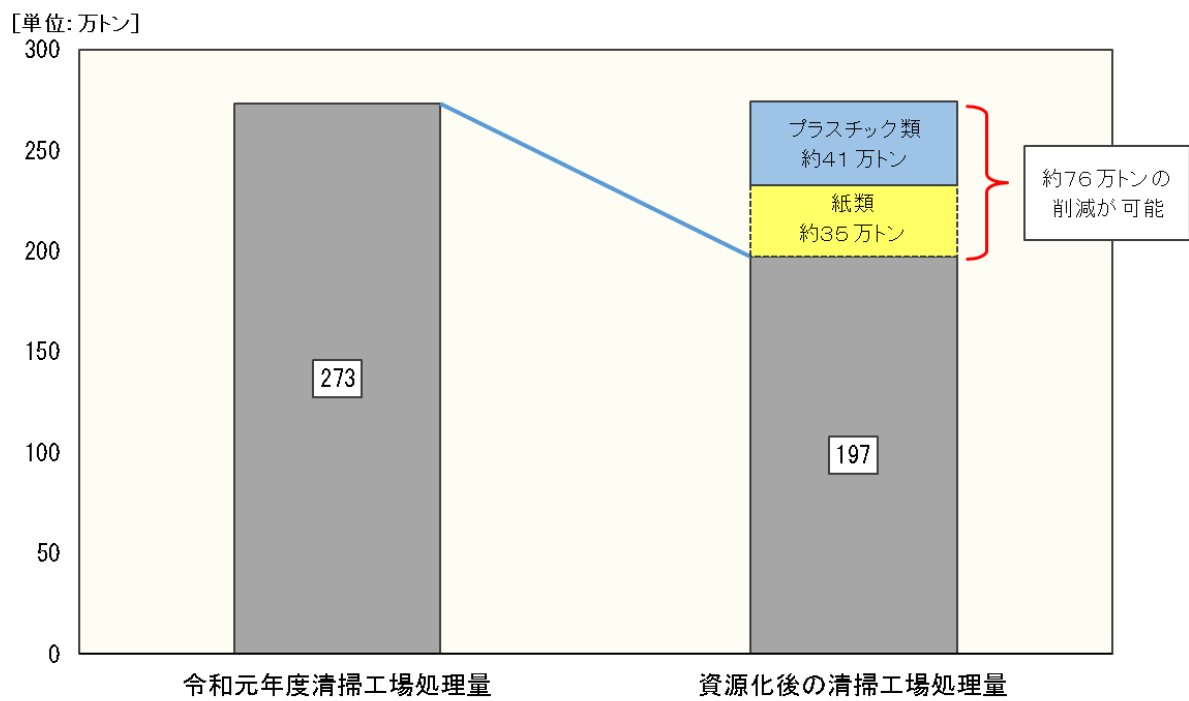 [単位:万トン]
300
250
200
150
100
50
0
273
プラスチック類
約41万トン
紙類
約35万トン
197
約76万トンの
削減が可能
令和元年度清掃工場処理量
資源化後の清掃工場処理量